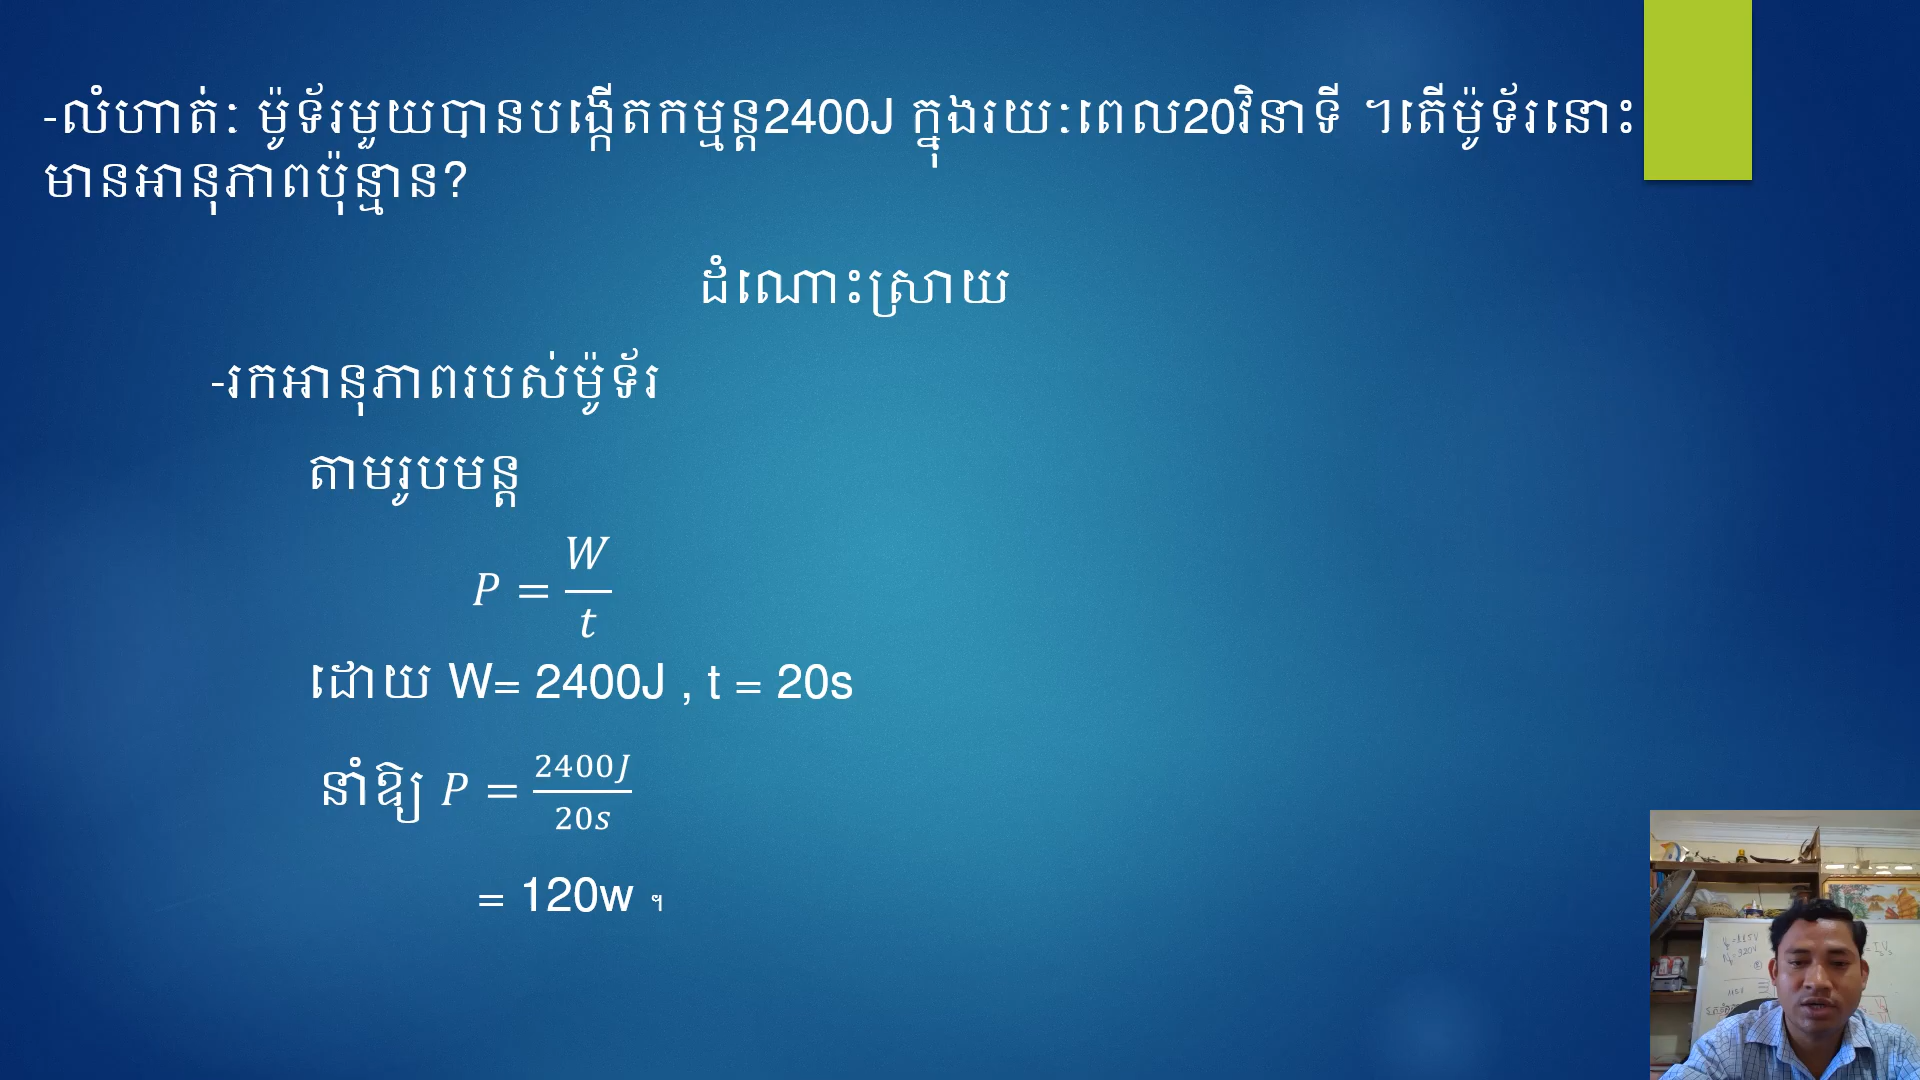 -លំហាត់ៈ ម៉ូទ័រមួយបានបង្កើតកម្មន្ត2400J ក្នុងរយៈពេល20វិនាទី ។តើម៉ូទ័រនោះ
មានអានុភាពប៉ុន្មាន?
ដំណោះស្រាយ
-រកអានុភាពរបស់ម៉ូទ័រ
តាមរូបមន្ត
P = W/t
ដោយ W= 2400J , t = 20s
នាំឱ្យ P = 2400J/20s
= 120w ។